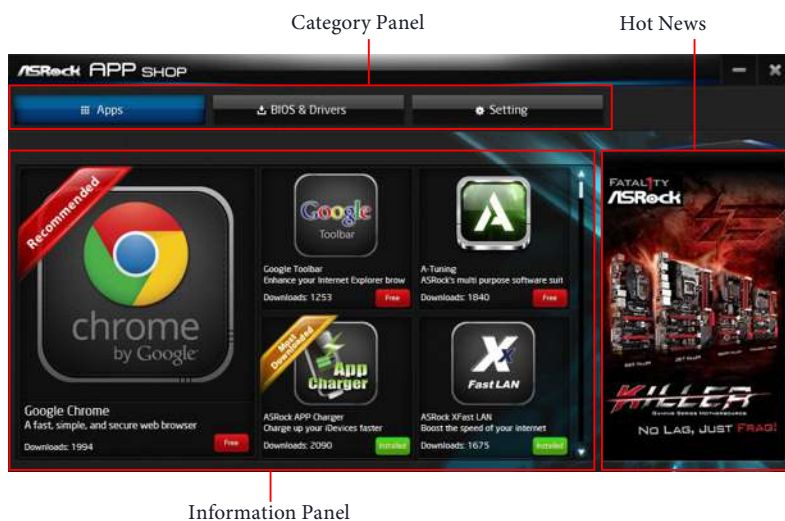 Category Panel
Hot News
ASRock APP SHOP
Apps
BIOS & Drivers
Setting
Recommended
chrome
by Google
Google Chrome
A fast, simple, and secure web browser
Downloads: 1994
Free
Google
Toolbar
Google Toolbar
Enhance your Internet Explorer brow
Downloads: 1253
Free
A-Tuning
ASRock's multi purpose software suit
Downloads: 1840
Free
Most
Downloaded
App
Charger
ASRock APP Charger
Charge up your iDevices faster
Downloads: 2090
Installed
X
Fast LAN
ASRock XFast LAN
Boost the speed of your internet
Downloads: 1675
Installed
FATAL1TY
ASRock
KILLER
GAMING SERIES MOTHERBOARDS
NO LAG, JUST FRAG!
Information Panel